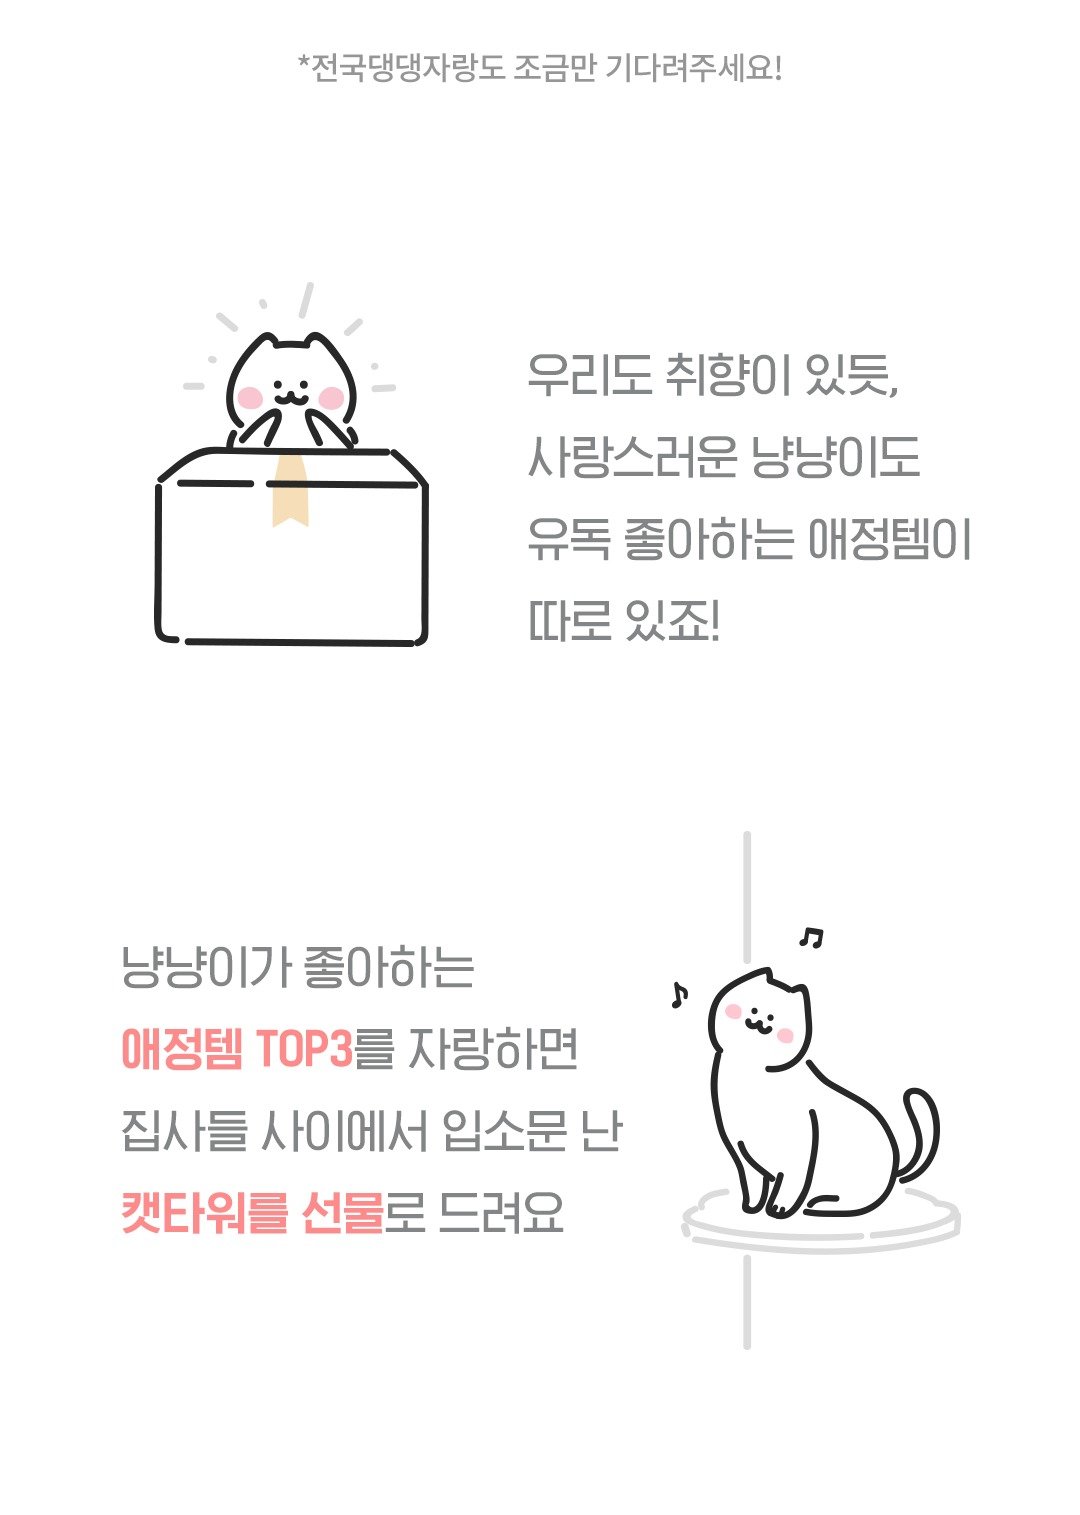 *전국댕댕자랑도 조금만 기다려주세요!
우리도 취향이 있듯,
사랑스러운 냥냥이도
유독 좋아하는 애정템이
따로 있죠!
냥냥이가 좋아하는
애정템 TOP3를 자랑하면
집사들 사이에서 입소문 난
캣타워를 선물로 드려요